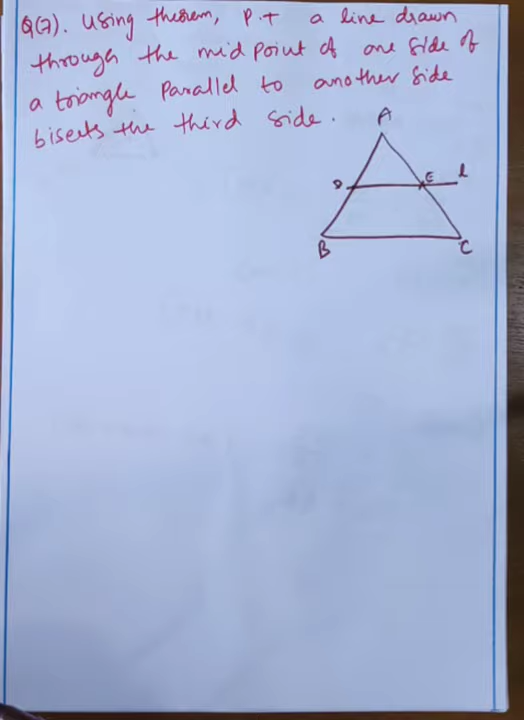 Q(7). Using theorem, P.T a line drawn
through the mid point of one side of
a triangle parallel to another side
bisects the third side.
A
D E l
B C